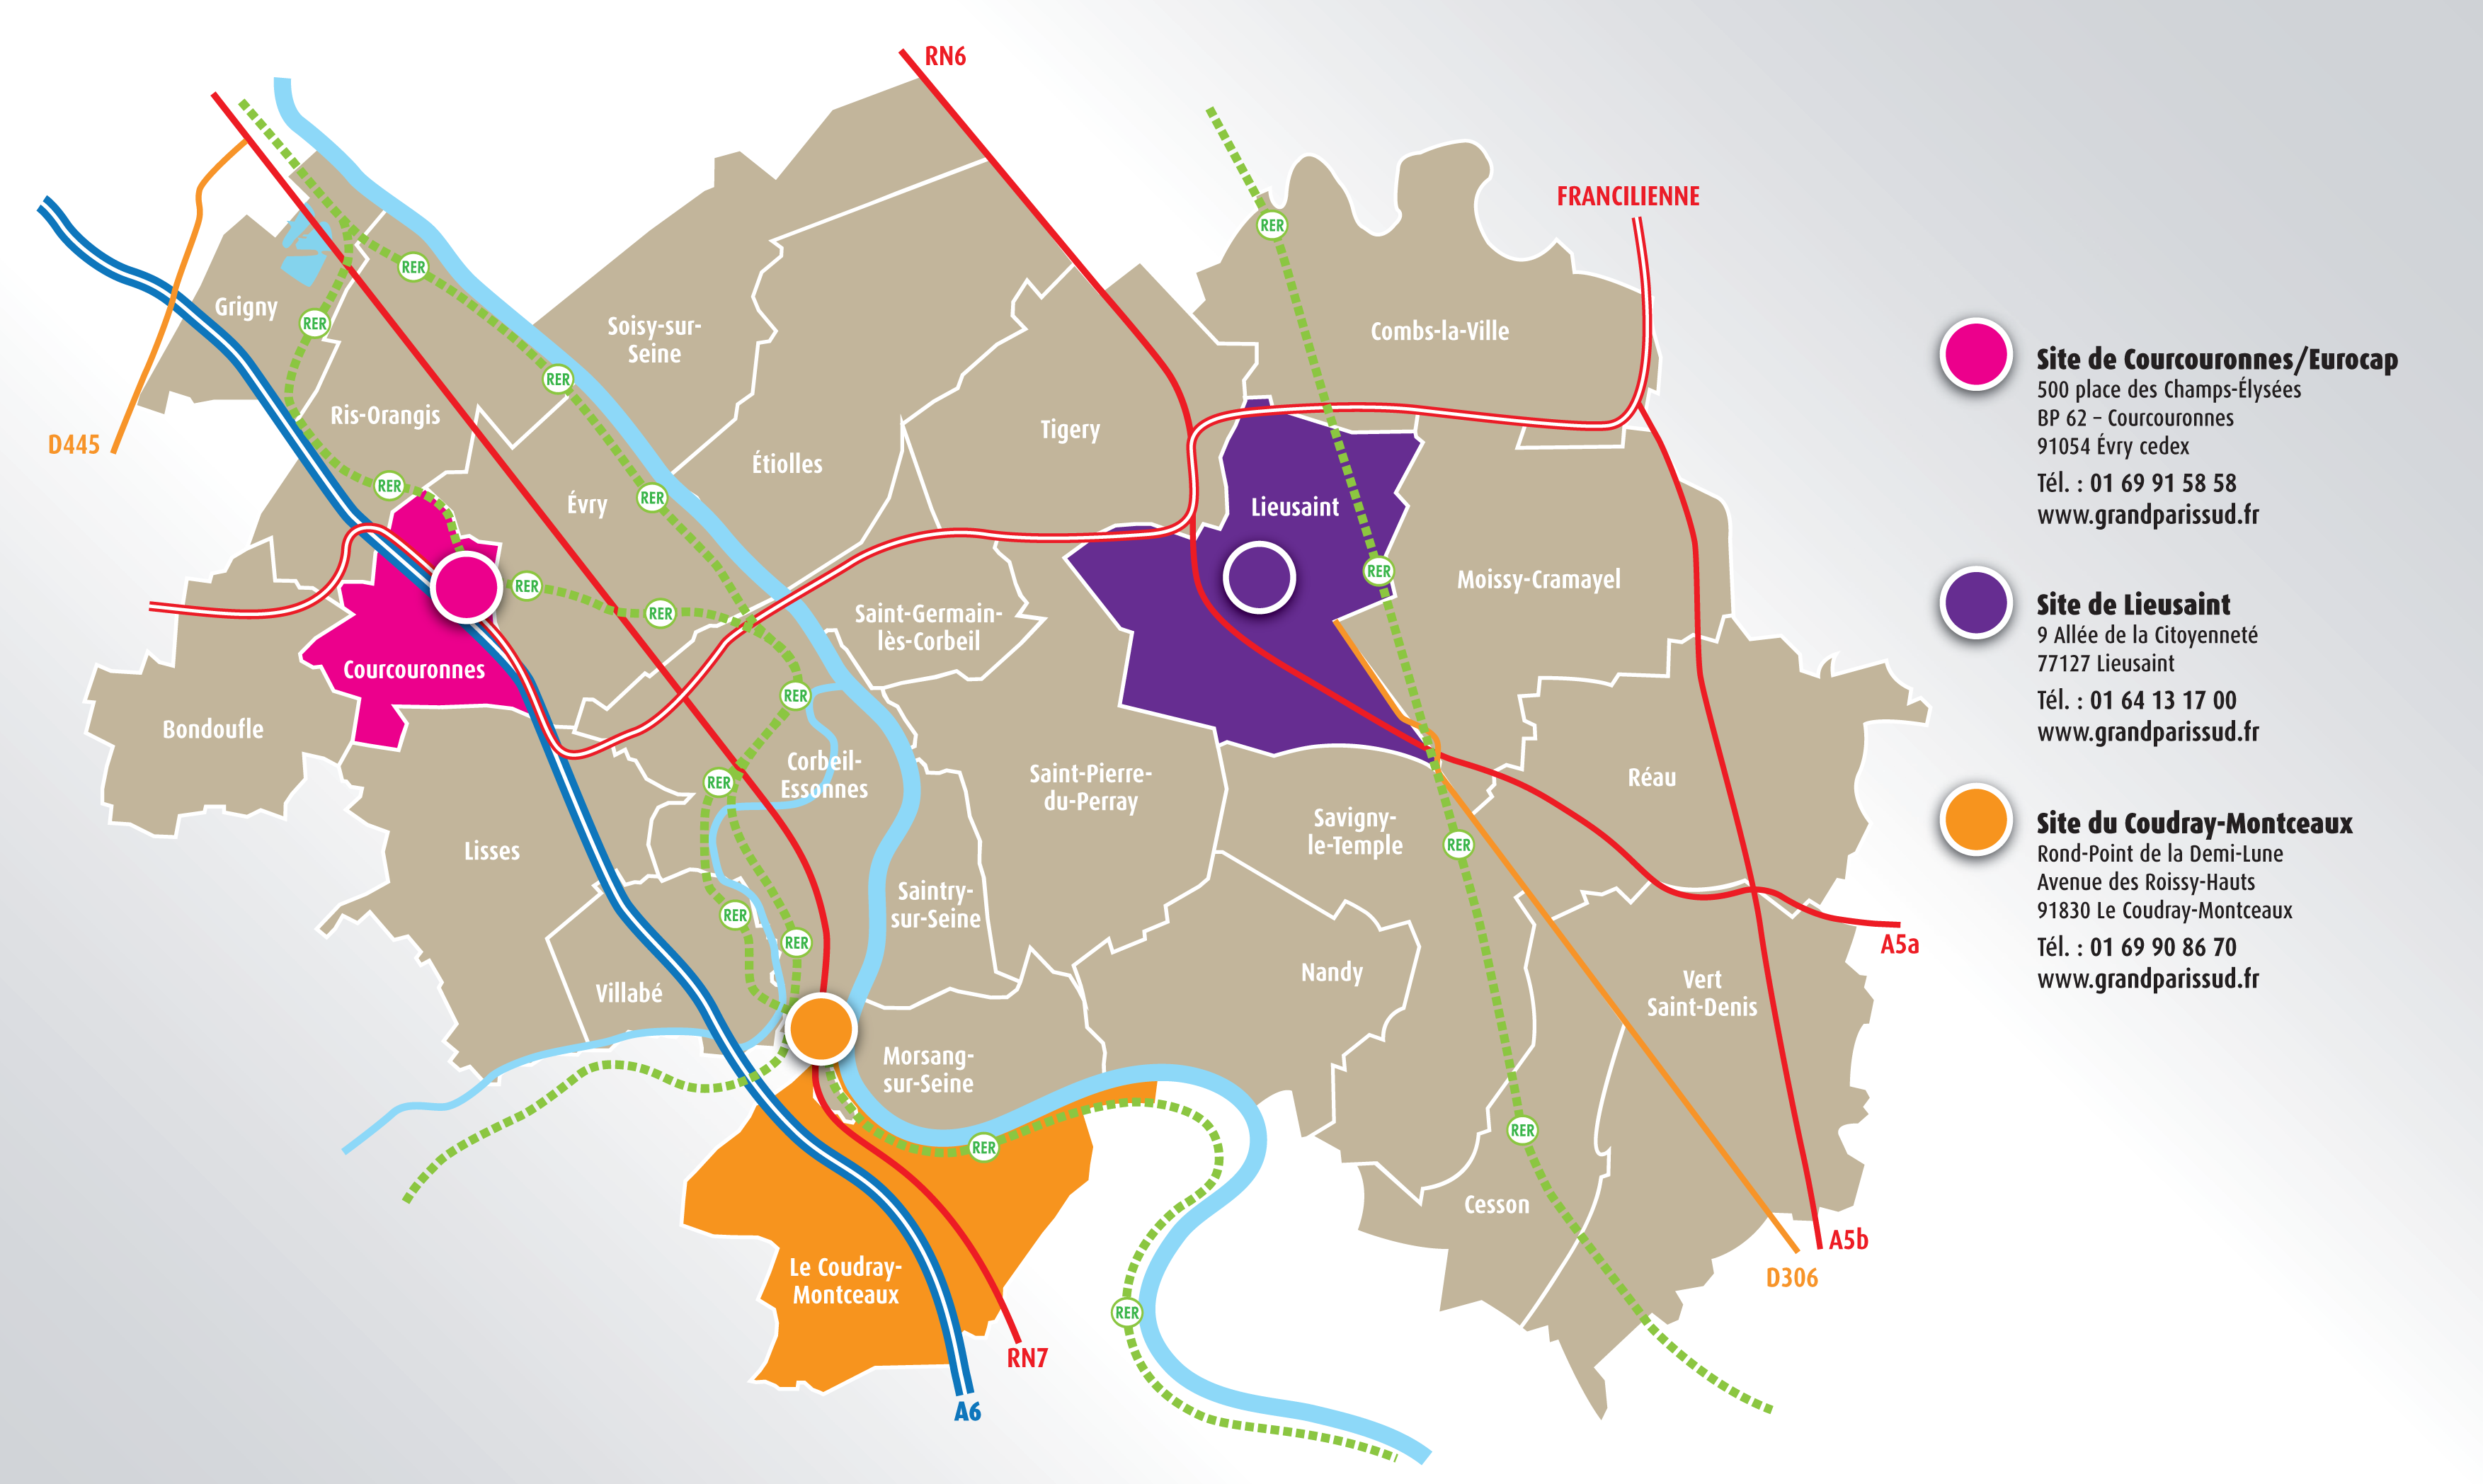 RN6
FRANCILIENNE
RER
RER
RER
Grigny
Soisy-sur-
Seine
Combs-la-Ville
RER
RER
Ris-Orangis
Tigery
D445
Étiolles
RER
RER
Évry
Lieusaint
RER
Moissy-Cramayel
RER
RER
Saint-Germain-
lès-Corbeil
Courcouronnes
RER
Bondoufle
Corbeil-
Essonnes
RER
Saint-Pierre-
du-Perray
Réau
Savigny-
le-Temple
RER
Lisses
Saintry-
sur-Seine
RER
RER
A5a
Villabé
Nandy
Vert
Saint-Denis
Morsang-
sur-Seine
RER
RER
Cesson
A5b
D306
Le Coudray-
Montceaux
RER
RN7
A6
Site de Courcouronnes/Eurocap
500 place des Champs-Élysées
BP 62 – Courcouronnes
91054 Évry cedex
Tél. : 01 69 91 58 58
www.grandparissud.fr
Site de Lieusaint
9 Allée de la Citoyenneté
77127 Lieusaint
Tél. : 01 64 13 17 00
www.grandparissud.fr
Site du Coudray-Montceaux
Rond-Point de la Demi-Lune
Avenue des Roissy-Hauts
91830 Le Coudray-Montceaux
Tél. : 01 69 90 86 70
www.grandparissud.fr